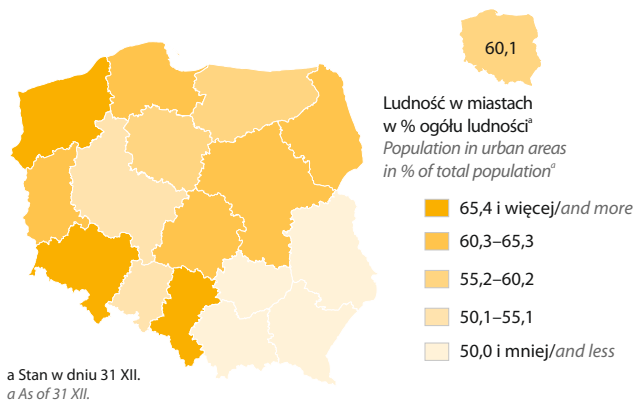 60,1
Ludność w miastach
w % ogółu ludnościᵃ
Population in urban areas
in % of total populationᵃ
65,4 i więcej/and more
60,3–65,3
55,2–60,2
50,1–55,1
50,0 i mniej/and less
a Stan w dniu 31 XII.
a As of 31 XII.